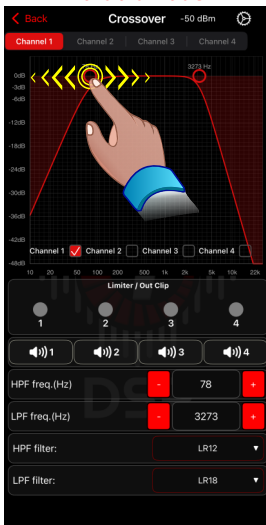 Back Crossover -50 dBm
Channel 1 Channel 2 Channel 3 Channel 4
3273 Hz
0dB
-3dB
-6dB
-12dB
-18dB
-24dB
-30dB
-36dB
-42dB
-48dB
Channel 1 Channel 2 Channel 3 Channel 4
10 20 50 100 200 500 1k 2k 5k 10k 22k
Limiter / Out Clip
1 2 3 4
1 2 3 4
HPF freq.(Hz) - 78 +
LPF freq.(Hz) - 3273 +
HPF filter: LR12
LPF filter: LR18